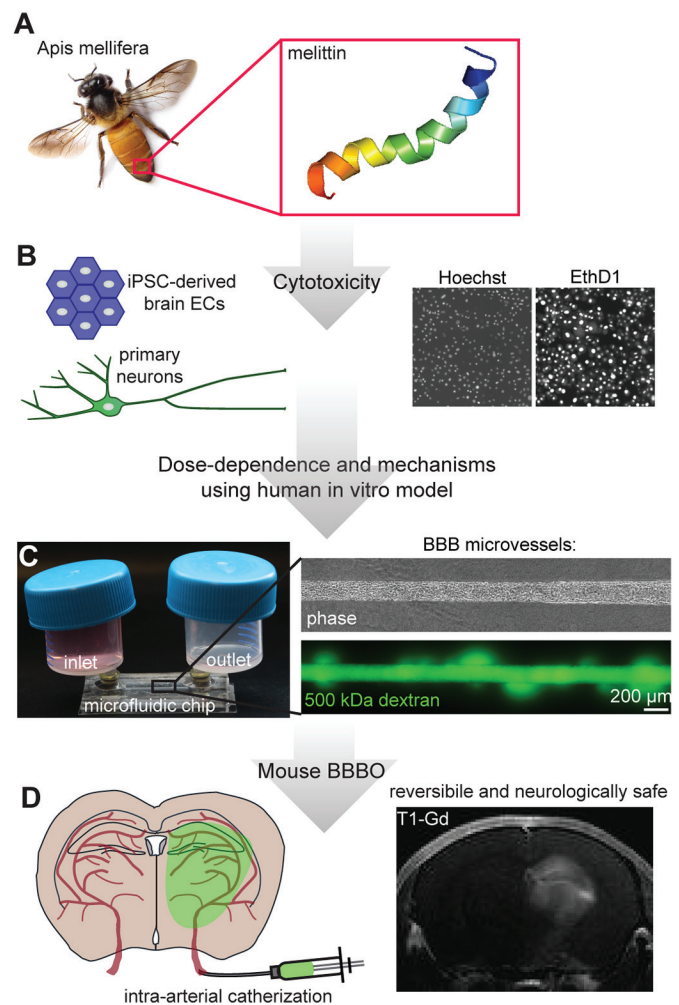 A
Apis mellifera
melittin
B
iPSC-derived
brain ECs
Cytotoxicity
Hoechst
EthD1
primary
neurons
Dose-dependence and mechanisms
using human in vitro model
C
BBB microvessels:
inlet
outlet
microfluidic chip
phase
500 kDa dextran
200 µm
Mouse BBBO
D
reversibile and neurologically safe
T1-Gd
intra-arterial catherization